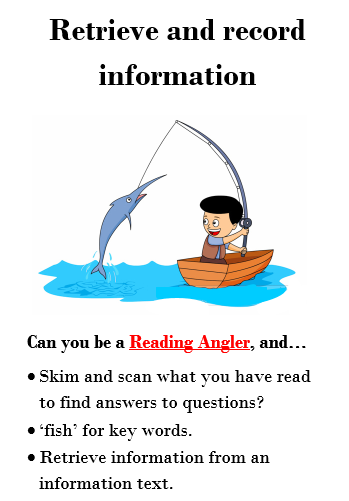 Retrieve and record
information
Can you be a Reading Angler, and…
• Skim and scan what you have read
to find answers to questions?
• ‘fish’ for key words.
• Retrieve information from an
information text.